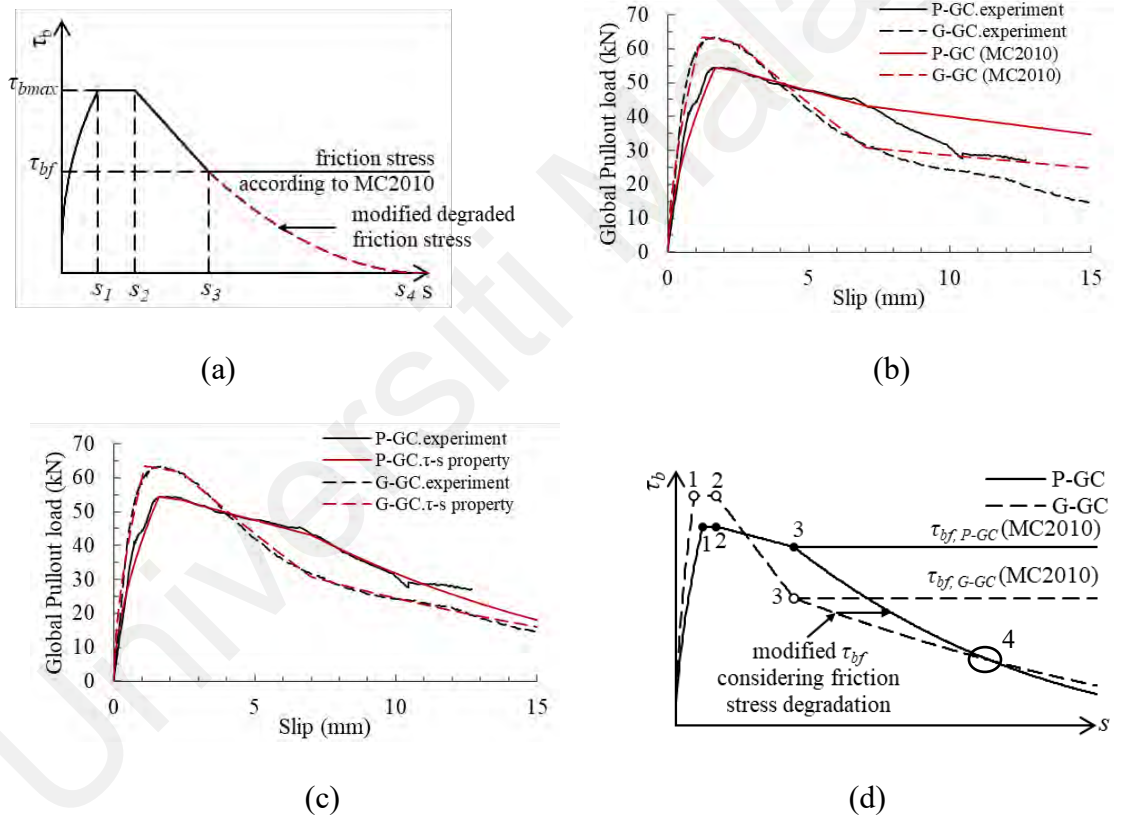 τb
τbmax
τbf
friction stress
according to MC2010
modified degraded
friction stress
s1 s2 s3 s4 s
(a)
Global Pullout load (kN)
70
60
50
40
30
20
10
0
0 5 10 15
Slip (mm)
P-GC.experiment
G-GC.experiment
P-GC (MC2010)
G-GC (MC2010)
(b)
Global Pullout load (kN)
70
60
50
40
30
20
10
0
0 5 10 15
Slip (mm)
P-GC.experiment
P-GC.τ-s property
G-GC.experiment
G-GC.τ-s property
(c)
τb
1 2
P-GC
G-GC
3
τbf, P-GC (MC2010)
1 2
τbf, G-GC (MC2010)
3
4
modified τbf
considering friction
stress degradation
s
(d)
Universiti Mala